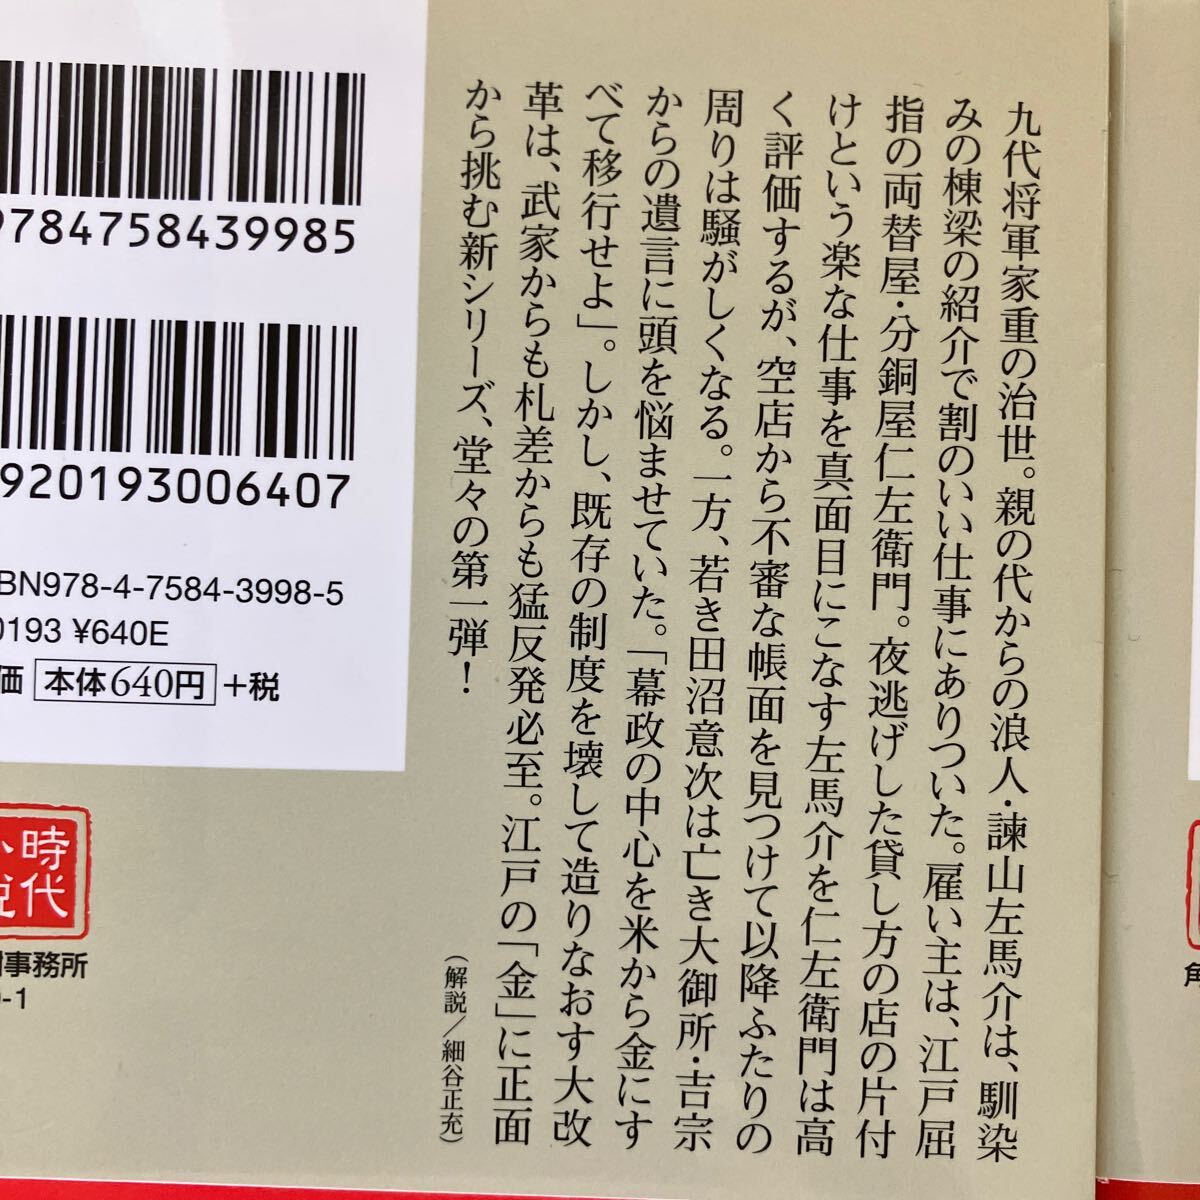 九代将軍家重の治世。親の代からの浪人・諫山左馬介は、馴染
みの棟梁の紹介で割のいい仕事にありついた。雇い主は、江戸屈
指の両替屋・分銅屋仁左衛門。夜逃げした貸し方の店の片付
けという楽な仕事を真面目にこなす左馬介を仁左衛門は高
く評価するが、空店から不審な帳面を見つけて以降ふたりの
周りは騒がしくなる。一方、若き田沼意次は亡き大御所・吉宗
からの遺言に頭を悩ませていた。「幕政の中心を米から金にす
べて移行せよ」。しかし、既存の制度を壊して造りなおす大改
革は、武家からも札差からも猛反発必至。江戸の「金」に正面
から挑む新シリーズ、堂々の第一弾!
(解説/細谷正充)
9784758439985
920193006407
BN978-4-7584-3998-5
0193 ¥640E
価 本体640円 +税
時代
小説
事務所
-1
角